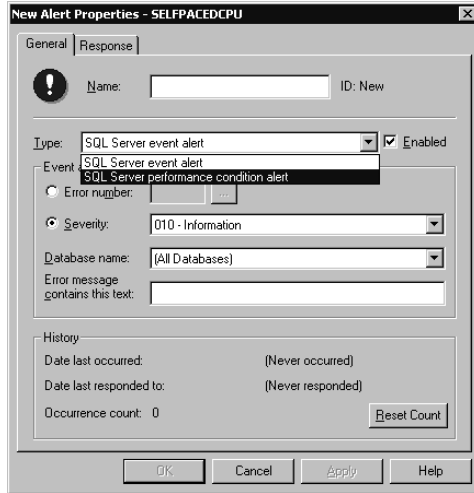 New Alert Properties - SELFPACEDCPU
General Response
Name: ID: New
Type: SQL Server event alert Enabled
SQL Server event alert
Event a
SQL Server performance condition alert
Error number: ...
Severity: 010 - Information
Database name: (All Databases)
Error message
contains this text:
History
Date last occurred: (Never occurred)
Date last responded to: (Never responded)
Occurrence count: 0 Reset Count
OK Cancel Apply Help